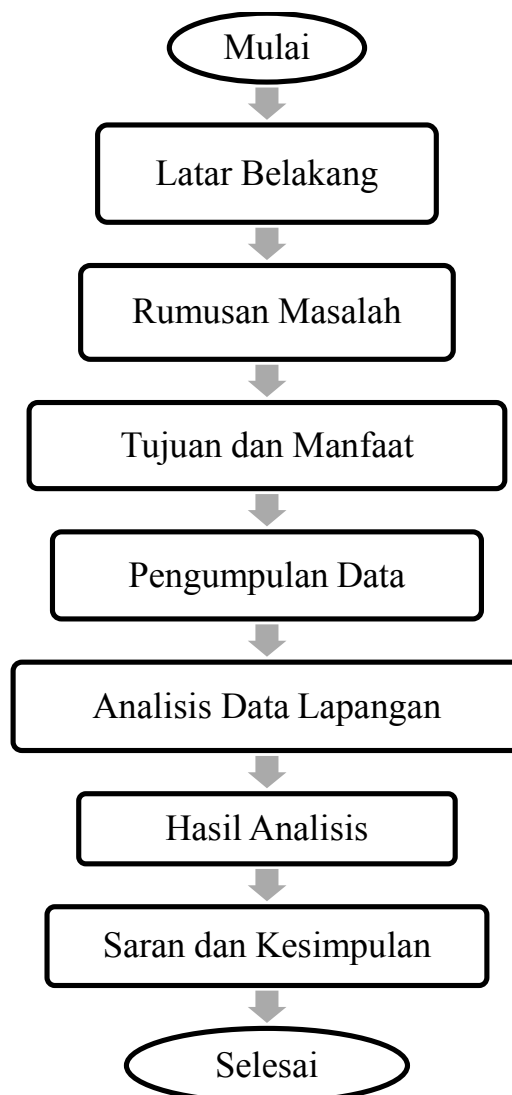 Mulai
Latar Belakang
Rumusan Masalah
Tujuan dan Manfaat
Pengumpulan Data
Analisis Data Lapangan
Hasil Analisis
Saran dan Kesimpulan
Selesai